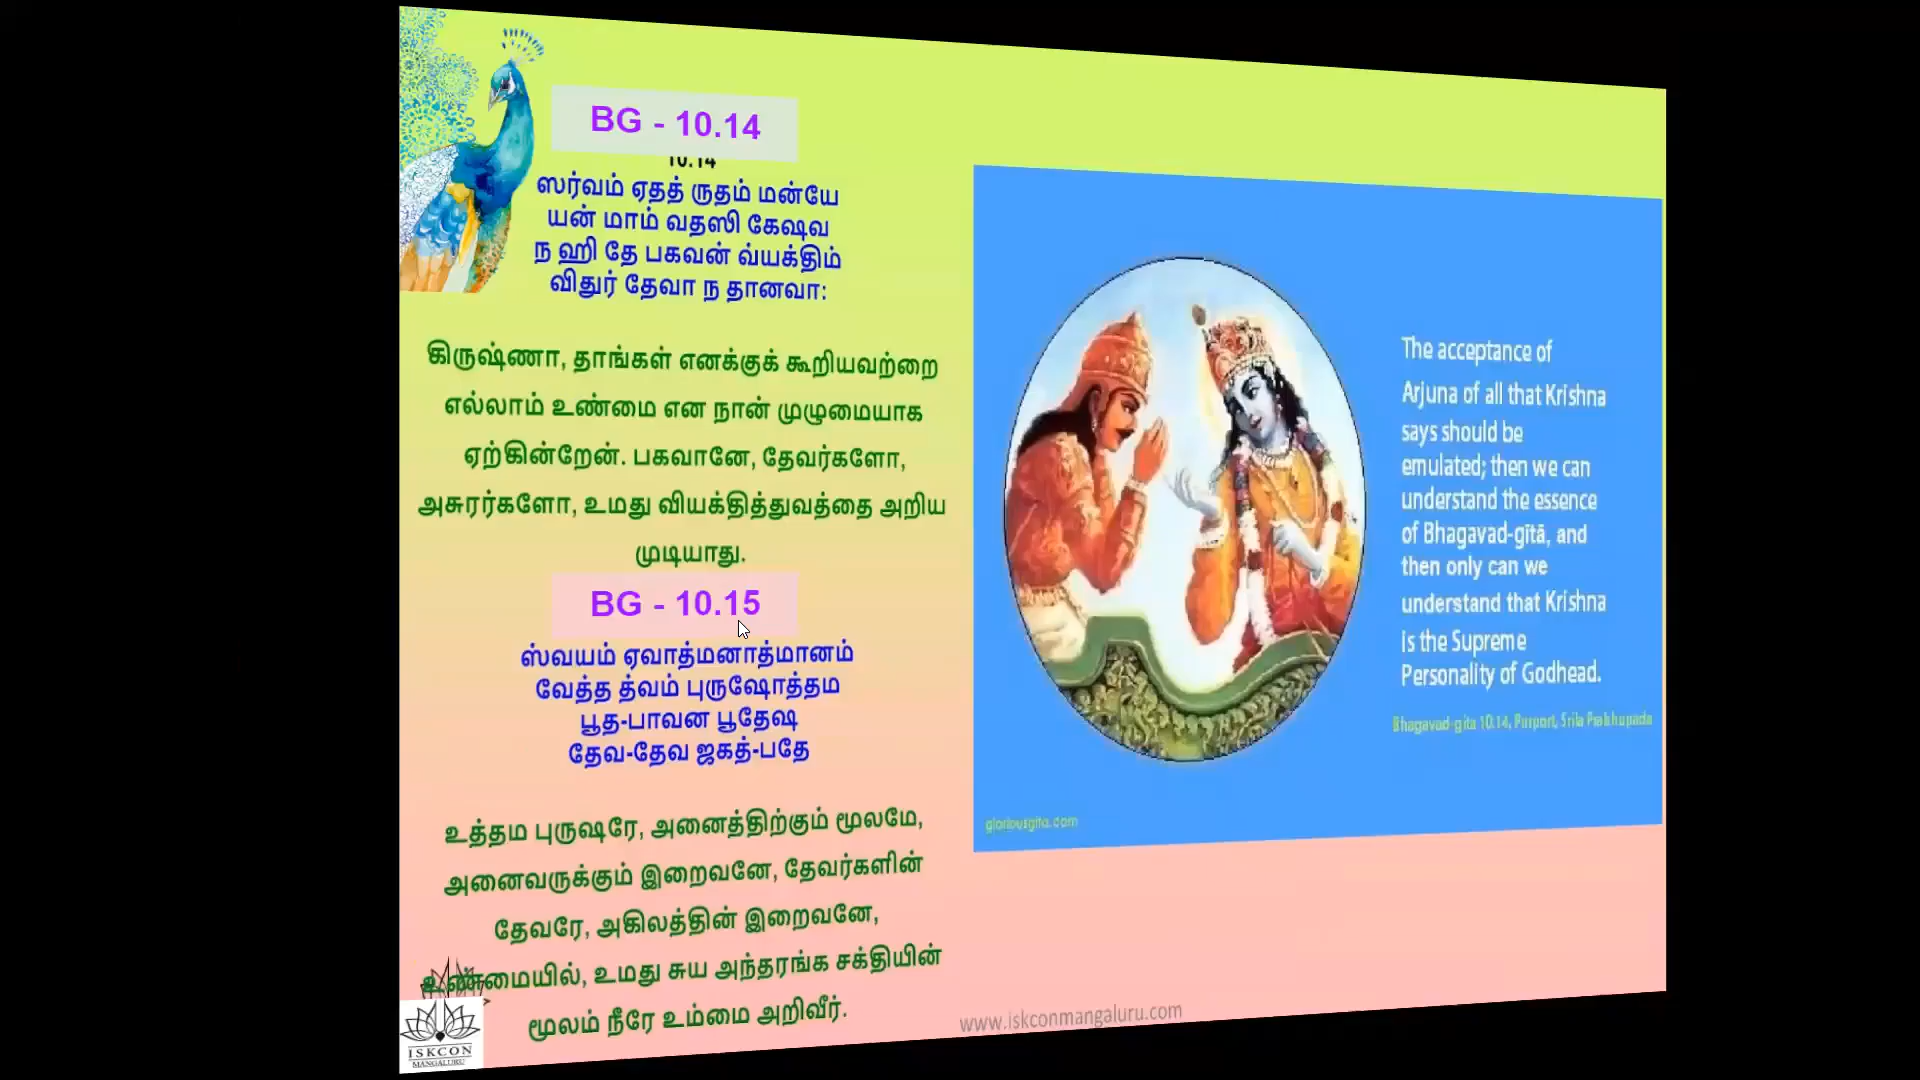 BG - 10.14
10.14
ஸர்வம் ஏதத் ருதம் மன்யே
யன் மாம் வதஸி கேஷவ
ந ஹி தே பகவன் வ்யக்திம்
விதுர் தேவா ந தானவா:
கிருஷ்ணா, தாங்கள் எனக்குக் கூறியவற்றை
எல்லாம் உண்மை என நான் முழுமையாக
ஏற்கின்றேன். பகவானே, தேவர்களோ,
அசுரர்களோ, உமது வியக்தித்துவத்தை அறிய
முடியாது.
BG - 10.15
ஸ்வயம் ஏவாத்மனாத்மானம்
வேத்த த்வம் புருஷோத்தம
பூத-பாவன பூதேஷ
தேவ-தேவ ஜகத்-பதே
உத்தம புருஷரே, அனைத்திற்கும் மூலமே,
அனைவருக்கும் இறைவனே, தேவர்களின்
தேவரே, அகிலத்தின் இறைவனே,
உண்மையில், உமது சுய அந்தரங்க சக்தியின்
மூலம் நீரே உம்மை அறிவீர்.
ISKCON
MANGALURU
The acceptance of
Arjuna of all that Krishna
says should be
emulated; then we can
understand the essence
of Bhagavad-gītā, and
then only can we
understand that Krishna
is the Supreme
Personality of Godhead.
Bhagavad-gita 10.14, Purport, Srila Prabhupada
gloriousgita.com
www.iskconmangaluru.com